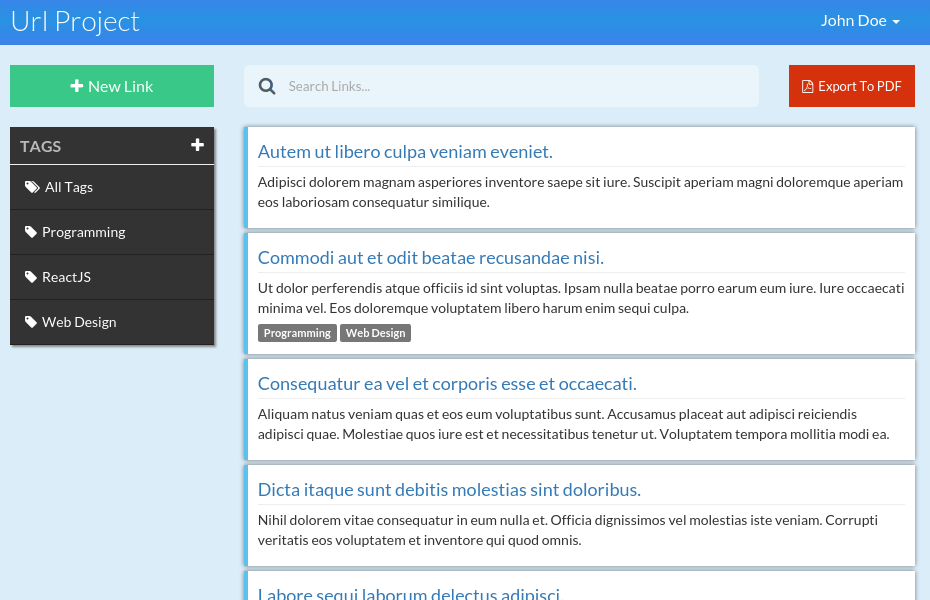 Url Project
John Doe
New Link
Search Links...
Export To PDF
TAGS
All Tags
Programming
ReactJS
Web Design
Autem ut libero culpa veniam eveniet.
Adipisci dolorem magnam asperiores inventore saepe sit iure. Suscipit aperiam magni doloremque aperiam
eos laboriosam consequatur similique.
Commodi aut et odit beatae recusandae nisi.
Ut dolor perferendis atque officiis id sint voluptas. Ipsam nulla beatae porro earum eum iure. Iure occaecati
minima vel. Eos doloremque voluptatem libero harum enim sequi culpa.
Programming Web Design
Consequatur ea vel et corporis esse et occaecati.
Aliquam natus veniam quas et eos eum voluptatibus sunt. Accusamus placeat aut adipisci reiciendis
adipisci quae. Molestiae quos iure est et necessitatibus tenetur ut. Voluptatem tempora mollitia modi ea.
Dicta itaque sunt debitis molestias sint doloribus.
Nihil dolorem vitae consequatur in eum nulla et. Officia dignissimos vel molestias iste veniam. Corrupti
veritatis eos voluptatem et inventore qui quod omnis.
Labore sequi laborum delectus adipisci.